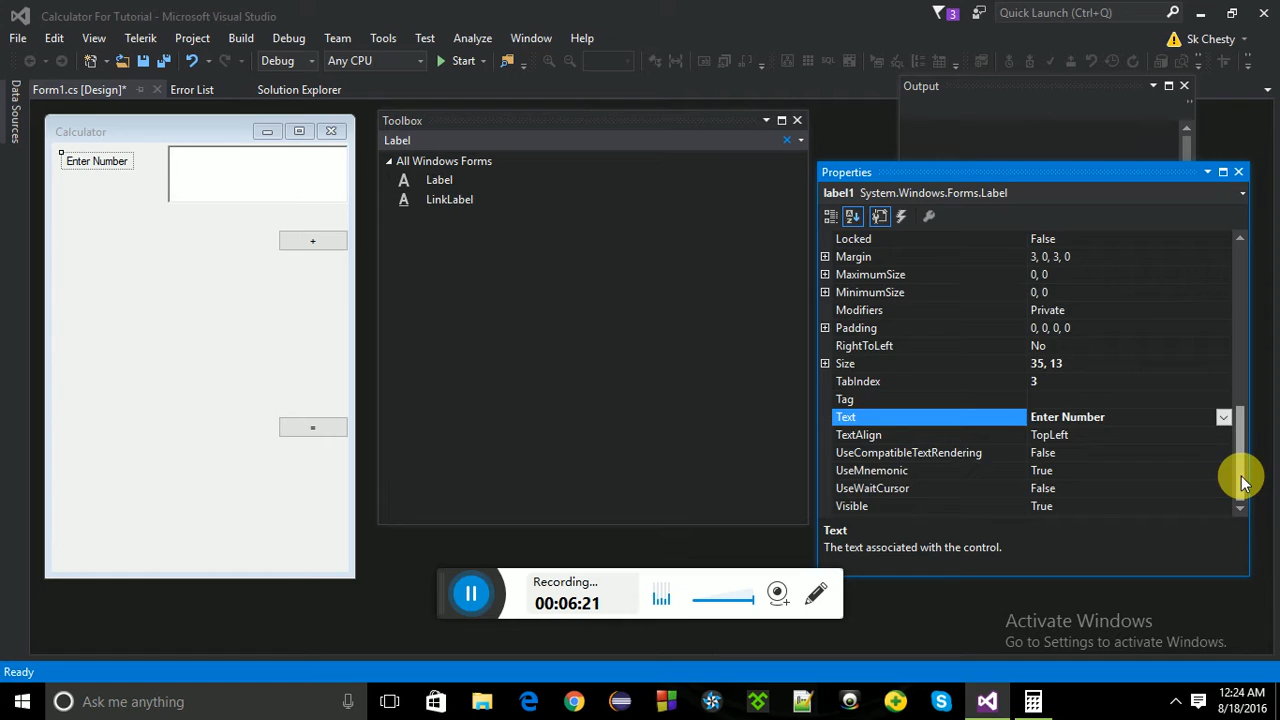 Calculator For Tutorial - Microsoft Visual Studio
3
Quick Launch (Ctrl+Q)
File Edit View Telerik Project Build Debug Team Tools Test Analyze Window Help
Sk Chesty
Debug
Any CPU
Start
Data Sources
Form1.cs [Design]*
Error List
Solution Explorer
Output
Calculator
Enter Number
+
=
Toolbox
Label
All Windows Forms
A Label
A LinkLabel
Properties
label1 System.Windows.Forms.Label
Locked False
Margin 3, 0, 3, 0
MaximumSize 0, 0
MinimumSize 0, 0
Modifiers Private
Padding 0, 0, 0, 0
RightToLeft No
Size 35, 13
TabIndex 3
Tag
Text Enter Number
TextAlign TopLeft
UseCompatibleTextRendering False
UseMnemonic True
UseWaitCursor False
Visible True
Text
The text associated with the control.
Recording...
00:06:21
Activate Windows
Go to Settings to activate Windows.
Ready
Ask me anything
12:24 AM
8/18/2016